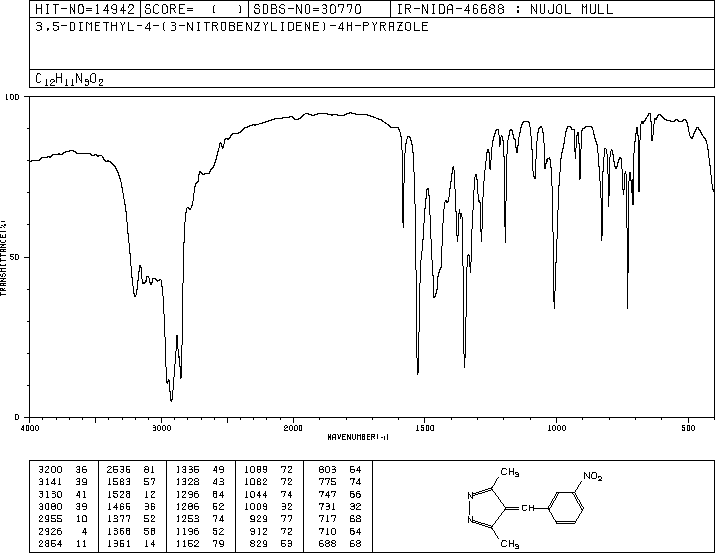 HIT-NO=14942 SCORE= ( ) SDBS-NO=30770 IR-NIDA-46688 : NUJOL MULL
3,5-DIMETHYL-4-(3-NITROBENZYLIDENE)-4H-PYRAZOLE
C12H11N3O2
100
TRANSMITTANCE(%)
50
0
4000 3000 2000 1500 1000 500
WAVENUMBER(-1)
3200 36 2536 81 1336 49 1089 72 803 64
3141 39 1583 57 1328 43 1082 72 775 74
3130 41 1528 12 1296 64 1044 74 747 66
3080 39 1465 36 1286 52 1009 32 731 32
2955 10 1377 52 1253 74 929 77 717 68
2926 4 1368 58 1196 52 912 72 710 64
2854 11 1351 14 1152 79 829 53 688 68
CH3
NO2
N
CH
N
CH3